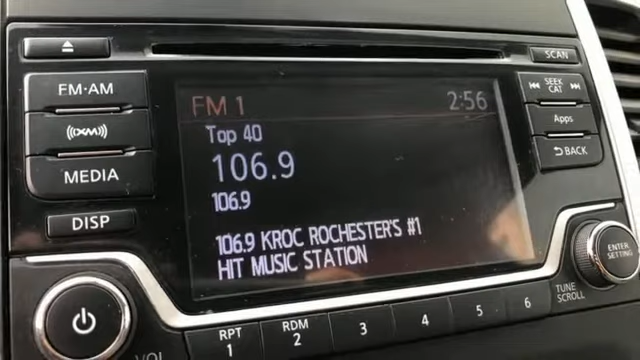 SCAN
FM·AM
SEEK
CAT
XM
Apps
MEDIA
BACK
DISP
FM 1 2:56
Top 40
106.9
106.9
106.9 KROC ROCHESTER'S #1
HIT MUSIC STATION
ENTER
SETTING
TUNE
SCROLL
VOL
RPT
1
RDM
2
3
4
5
6